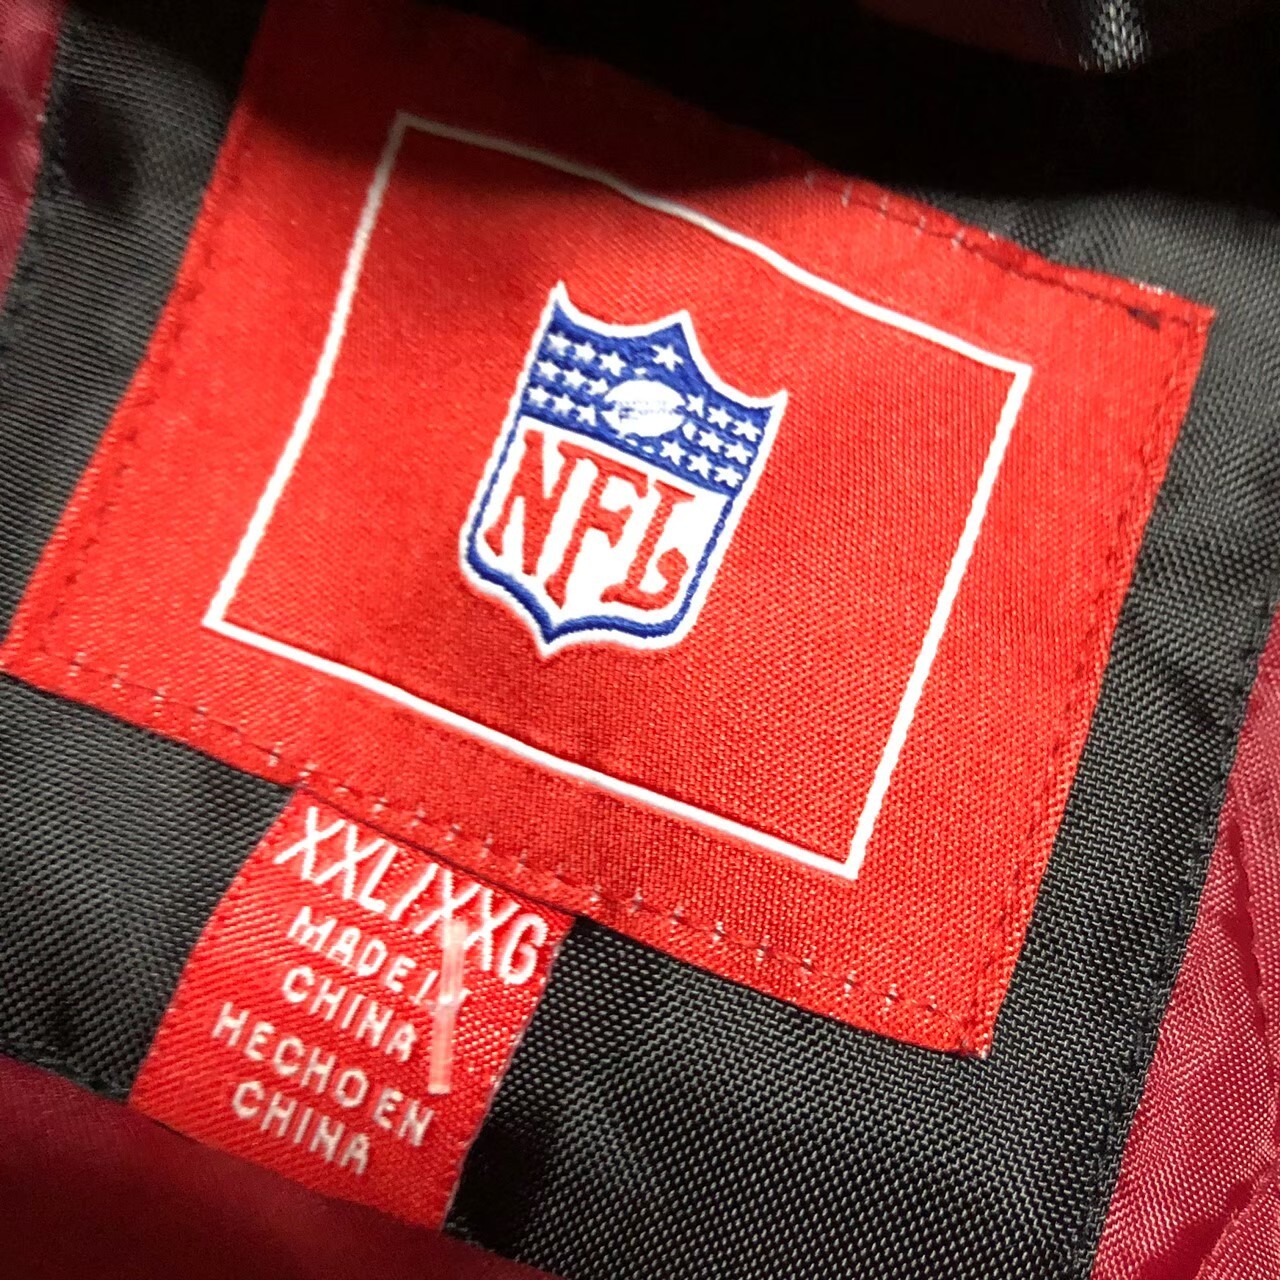 NFL
XXL/XXG
MADE IN
CHINA
HECHO EN
CHINA